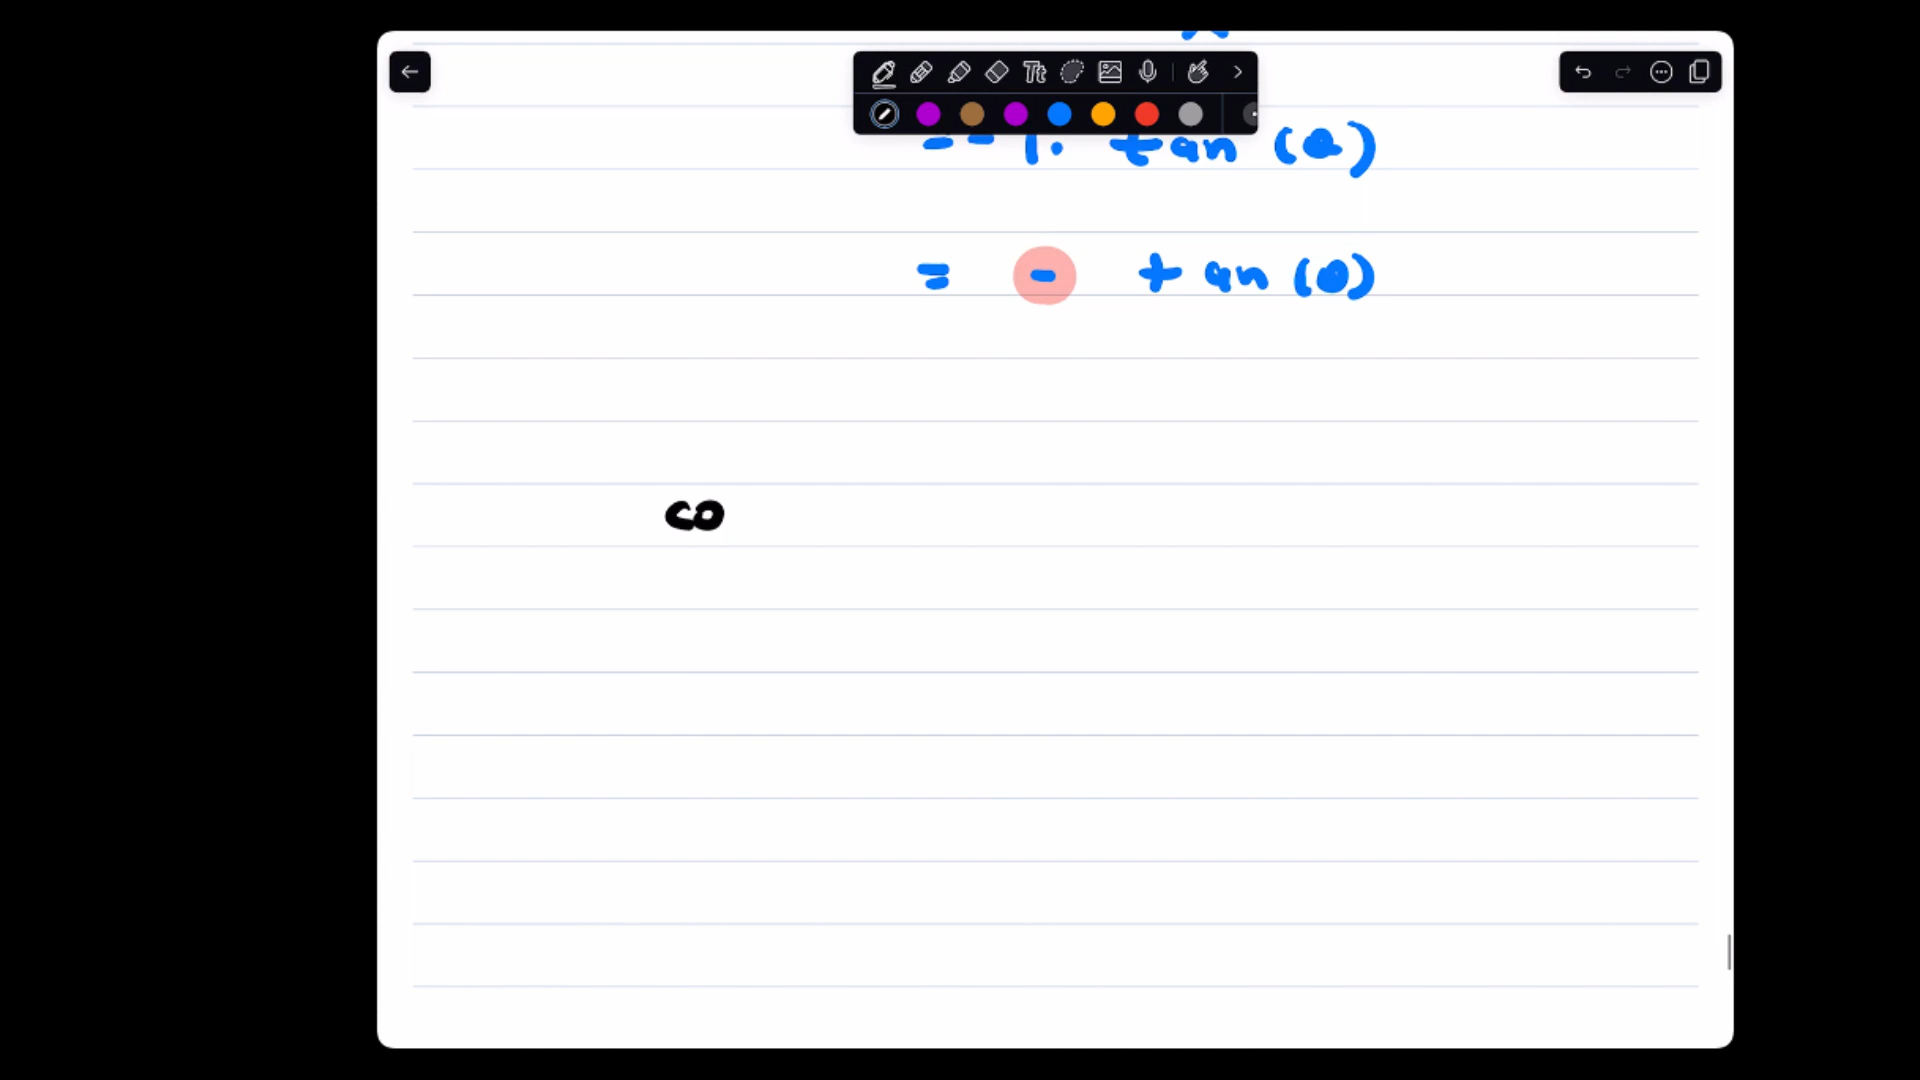 = - 1. tan (θ)
= - tan (θ)
co